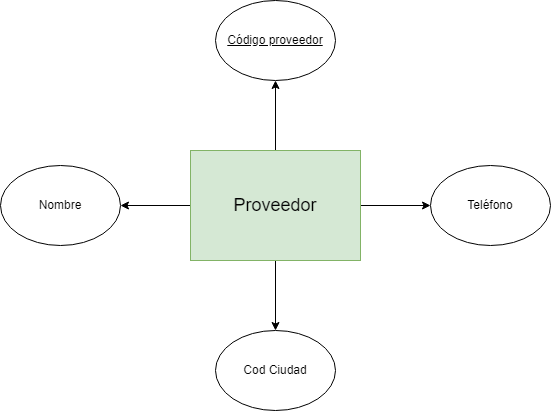 Código proveedor
Nombre
Proveedor
Teléfono
Cod Ciudad